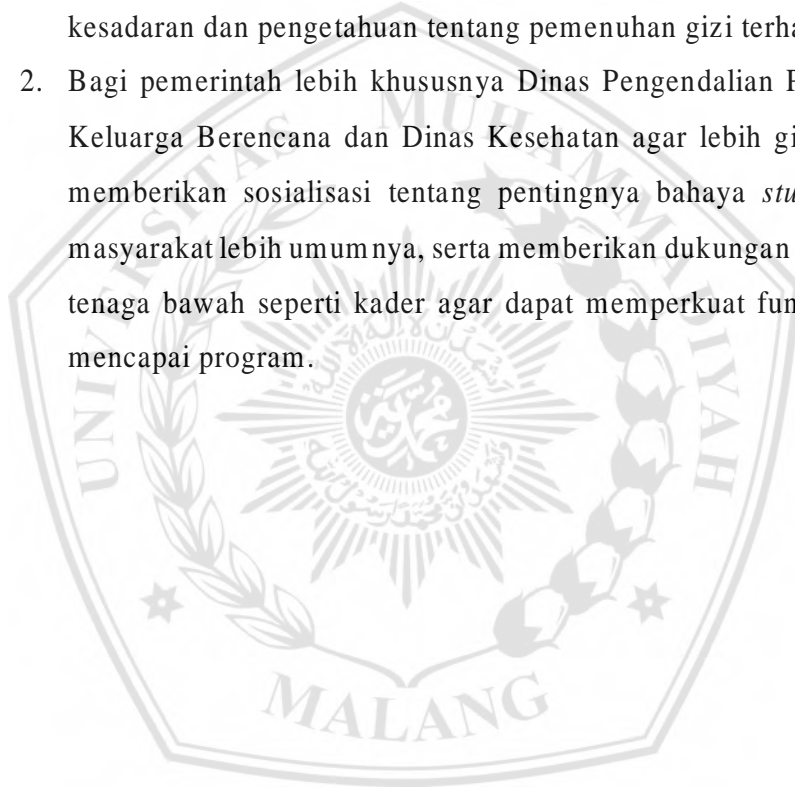 kesadaran dan pengetahuan tentang pemenuhan gizi terha
2. Bagi pemerintah lebih khususnya Dinas Pengendalian P
Keluarga Berencana dan Dinas Kesehatan agar lebih gi
memberikan sosialisasi tentang pentingnya bahaya stu
masyarakat lebih umumnya, serta memberikan dukungan
tenaga bawah seperti kader agar dapat memperkuat fun
mencapai program.
UNIVERSITAS MUHAMMADIYAH
MALANG